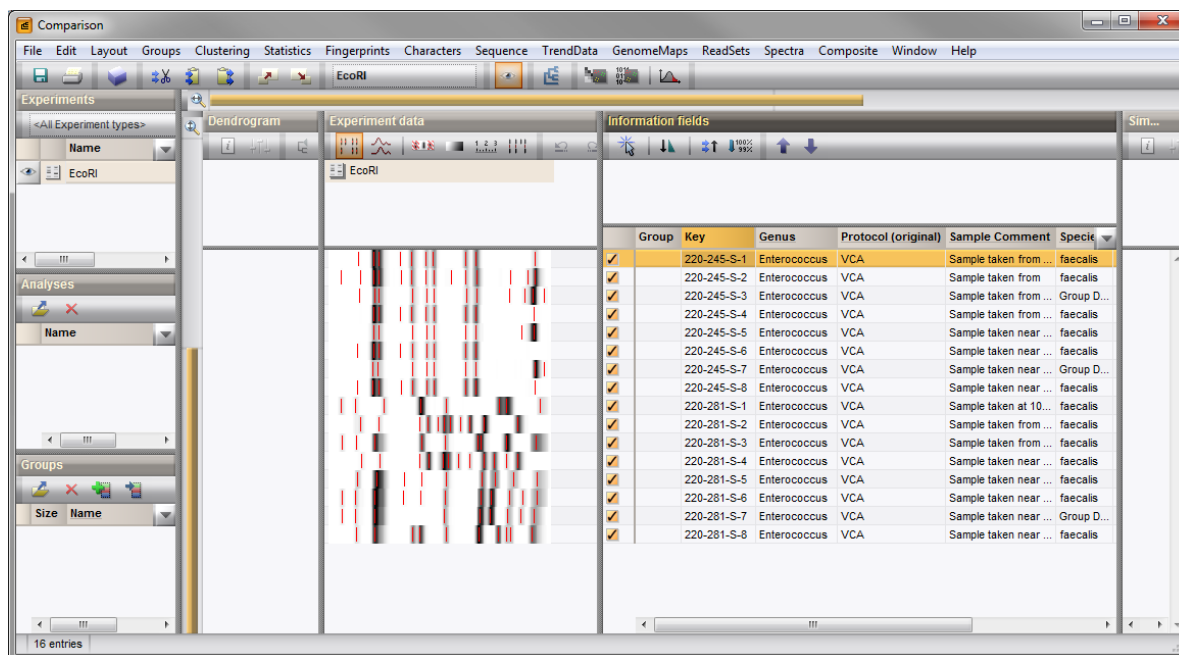 Comparison
File Edit Layout Groups Clustering Statistics Fingerprints Characters Sequence TrendData GenomeMaps ReadSets Spectra Composite Window Help
EcoRI
Experiments
<All Experiment types>
Name
EcoRI
Analyses
Name
Groups
Size Name
Dendrogram
Experiment data
EcoRI
Information fields
Sim...
Group Key Genus Protocol (original) Sample Comment Specie
220-245-S-1 Enterococcus VCA Sample taken from ... faecalis
220-245-S-2 Enterococcus VCA Sample taken from faecalis
220-245-S-3 Enterococcus VCA Sample taken from ... Group D...
220-245-S-4 Enterococcus VCA Sample taken from ... faecalis
220-245-S-5 Enterococcus VCA Sample taken near ... faecalis
220-245-S-6 Enterococcus VCA Sample taken near ... faecalis
220-245-S-7 Enterococcus VCA Sample taken near ... Group D...
220-245-S-8 Enterococcus VCA Sample taken near ... faecalis
220-281-S-1 Enterococcus VCA Sample taken at 10... faecalis
220-281-S-2 Enterococcus VCA Sample taken from ... faecalis
220-281-S-3 Enterococcus VCA Sample taken from ... faecalis
220-281-S-4 Enterococcus VCA Sample taken near ... faecalis
220-281-S-5 Enterococcus VCA Sample taken near ... faecalis
220-281-S-6 Enterococcus VCA Sample taken near ... faecalis
220-281-S-7 Enterococcus VCA Sample taken near ... Group D...
220-281-S-8 Enterococcus VCA Sample taken near ... faecalis
16 entries